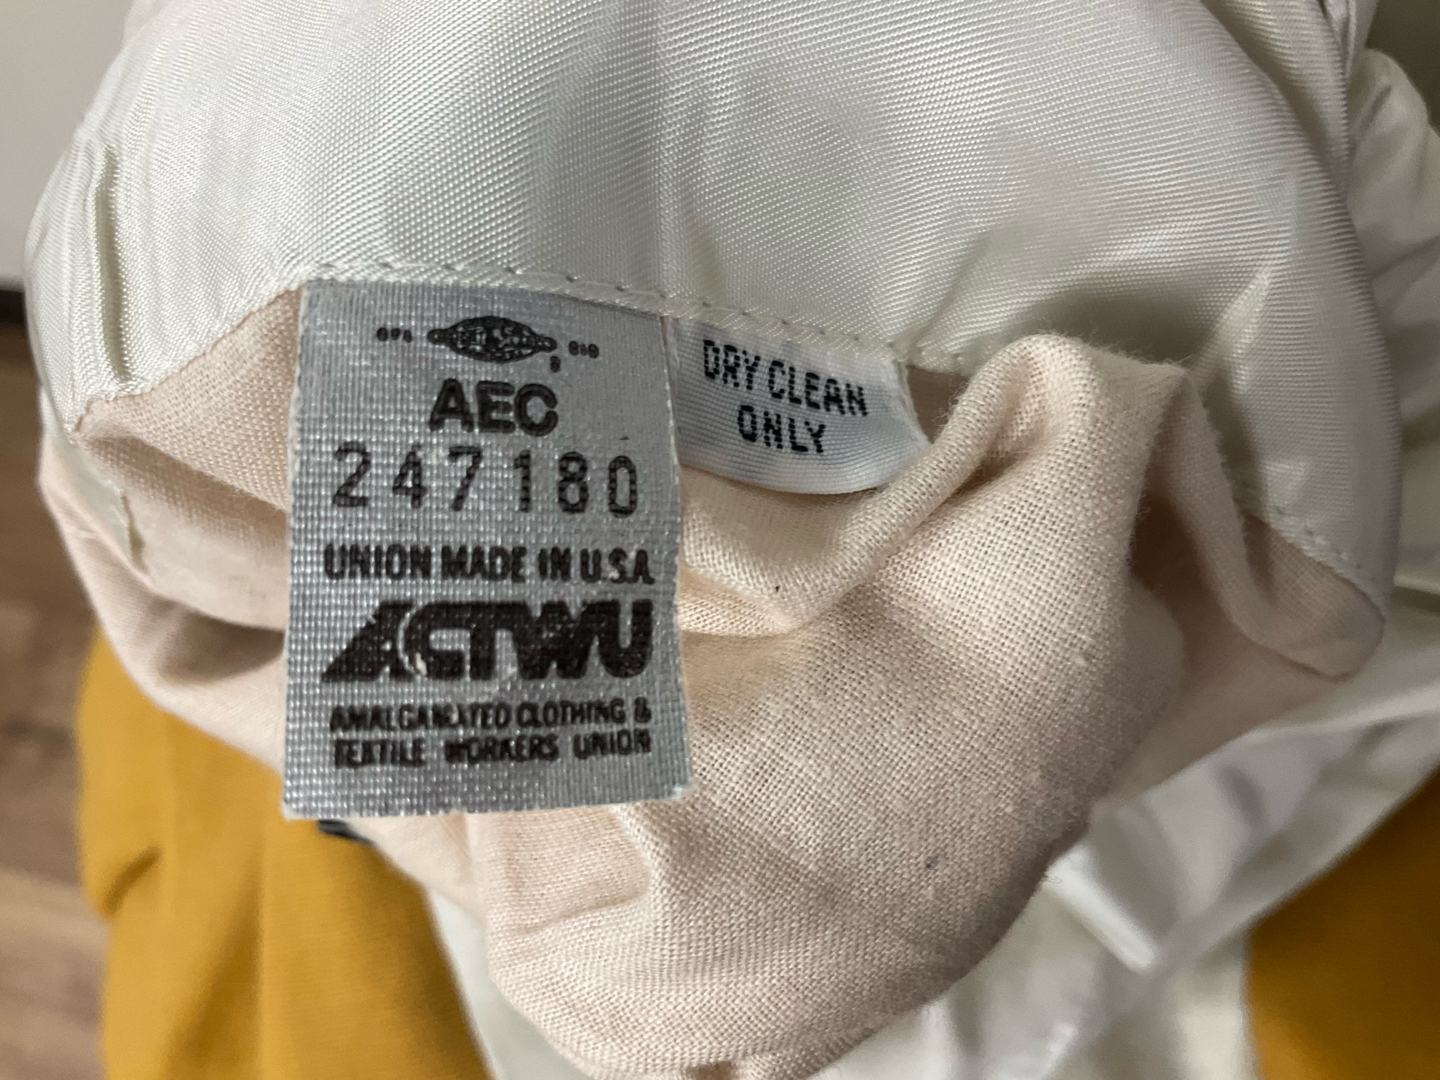 AEC
247180
UNION MADE IN U.S.A.
ACTWU
AMALGAMATED CLOTHING &
TEXTILE WORKERS UNION
DRY CLEAN
ONLY